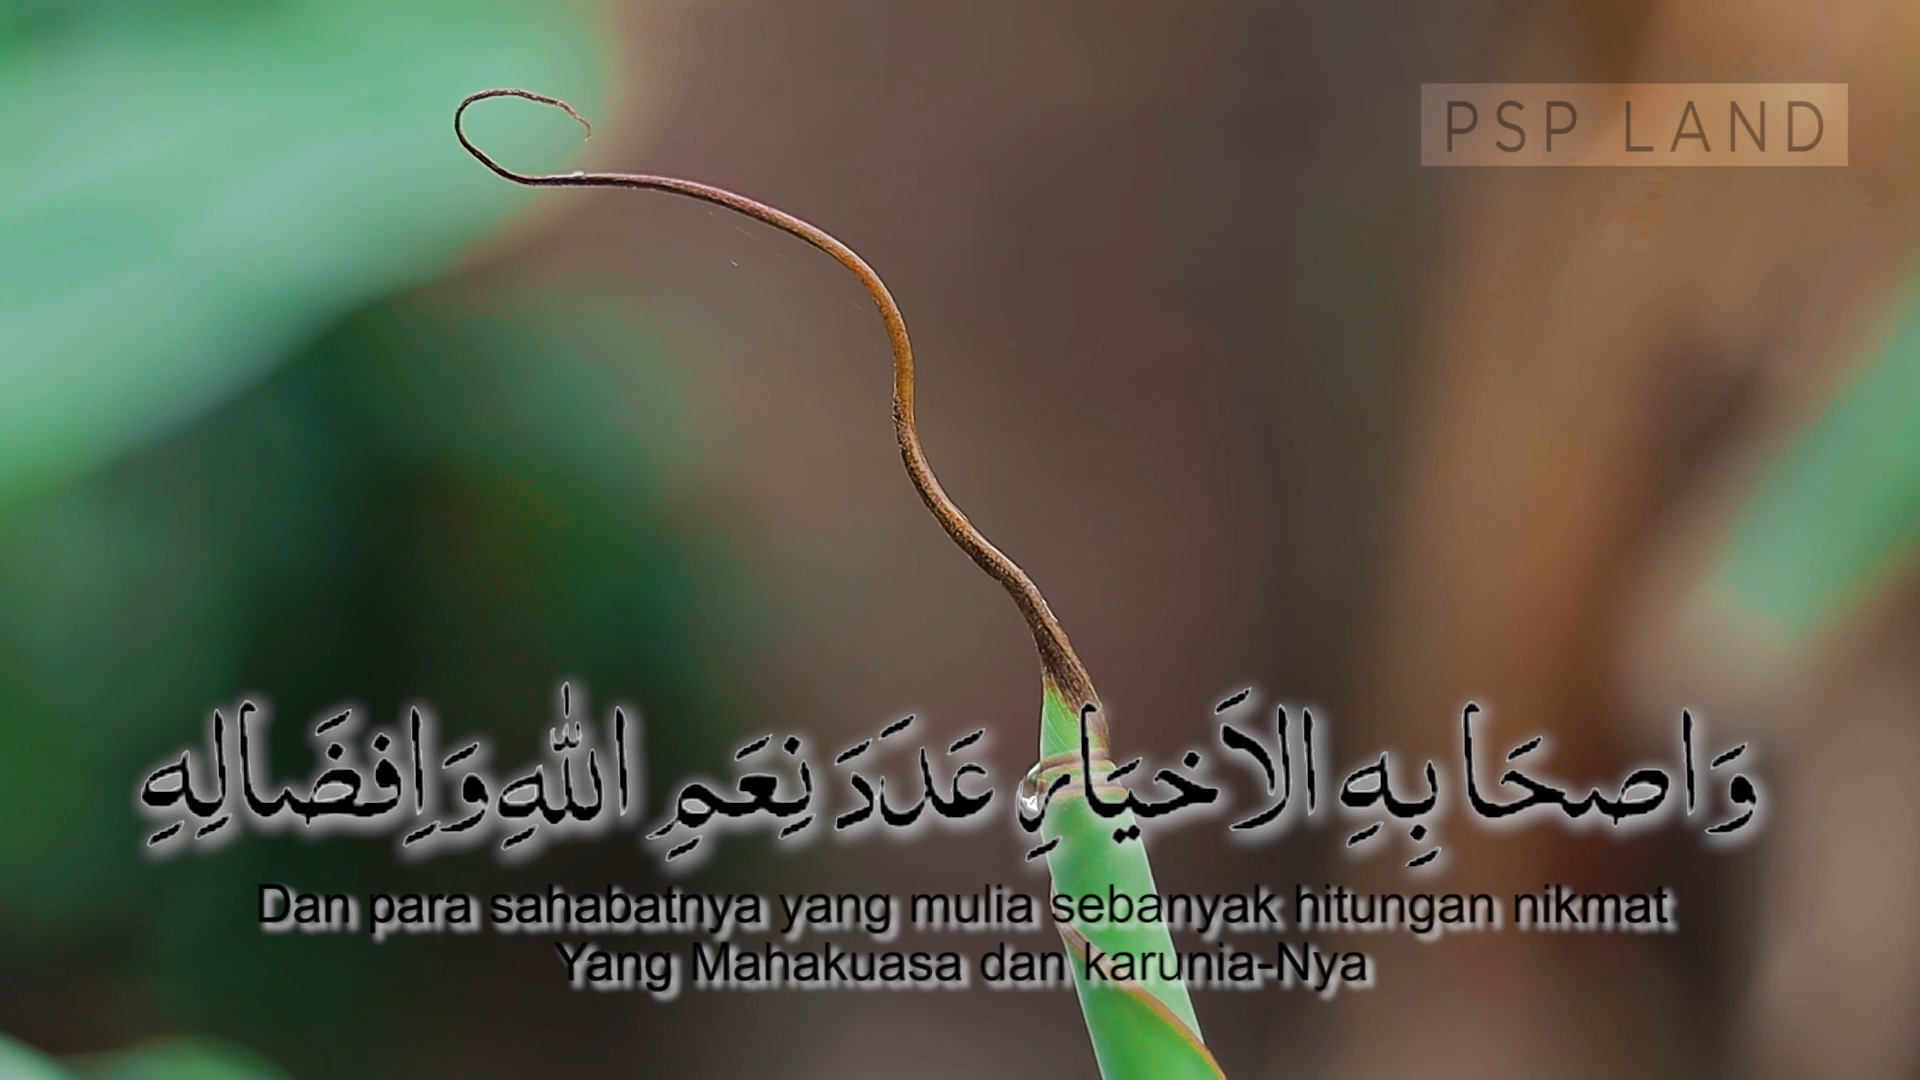 PSP LAND
وَاصحَابِهِ الاَخيَارِ عَدَدَ نِعَمِ اللّٰهِ وَاِفضَالِهِ
Dan para sahabatnya yang mulia sebanyak hitungan nikmat
Yang Mahakuasa dan karunia-Nya